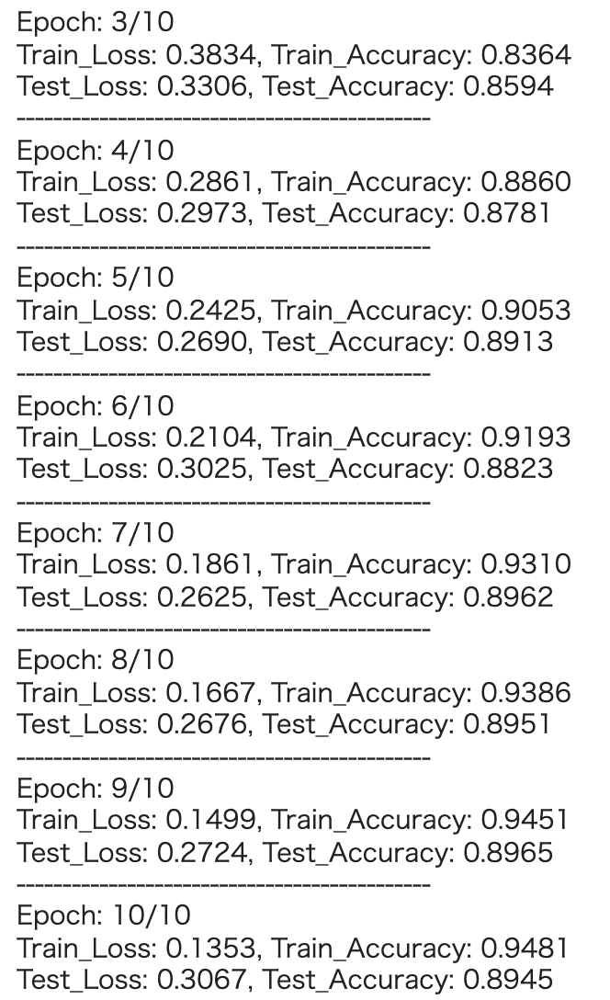 Epoch: 3/10
Train_Loss: 0.3834, Train_Accuracy: 0.8364
Test_Loss: 0.3306, Test_Accuracy: 0.8594
---------------------------------------------
Epoch: 4/10
Train_Loss: 0.2861, Train_Accuracy: 0.8860
Test_Loss: 0.2973, Test_Accuracy: 0.8781
---------------------------------------------
Epoch: 5/10
Train_Loss: 0.2425, Train_Accuracy: 0.9053
Test_Loss: 0.2690, Test_Accuracy: 0.8913
---------------------------------------------
Epoch: 6/10
Train_Loss: 0.2104, Train_Accuracy: 0.9193
Test_Loss: 0.3025, Test_Accuracy: 0.8823
---------------------------------------------
Epoch: 7/10
Train_Loss: 0.1861, Train_Accuracy: 0.9310
Test_Loss: 0.2625, Test_Accuracy: 0.8962
---------------------------------------------
Epoch: 8/10
Train_Loss: 0.1667, Train_Accuracy: 0.9386
Test_Loss: 0.2676, Test_Accuracy: 0.8951
---------------------------------------------
Epoch: 9/10
Train_Loss: 0.1499, Train_Accuracy: 0.9451
Test_Loss: 0.2724, Test_Accuracy: 0.8965
---------------------------------------------
Epoch: 10/10
Train_Loss: 0.1353, Train_Accuracy: 0.9481
Test_Loss: 0.3067, Test_Accuracy: 0.8945